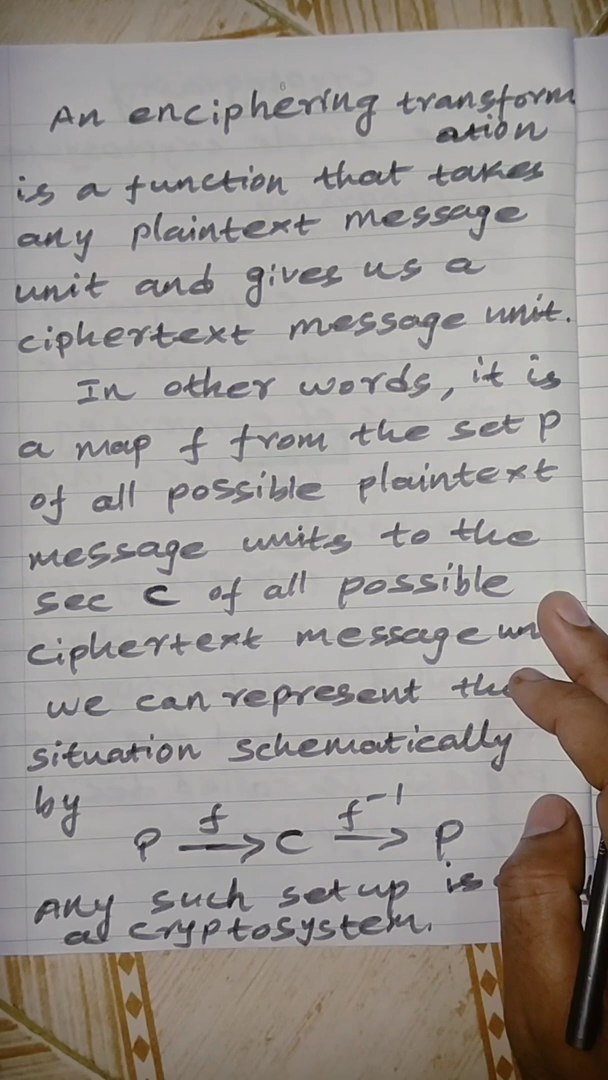 An enciphering transform
ation
is a function that takes
any plaintext message
unit and gives us a
ciphertext message unit.
In other words, it is
a map f from the set P
of all possible plaintext
message units to the
sec C of all possible
ciphertext message un
we can represent the
situation schematically
by
P f→ C f⁻¹→ P
Any such setup is
a cryptosystem.